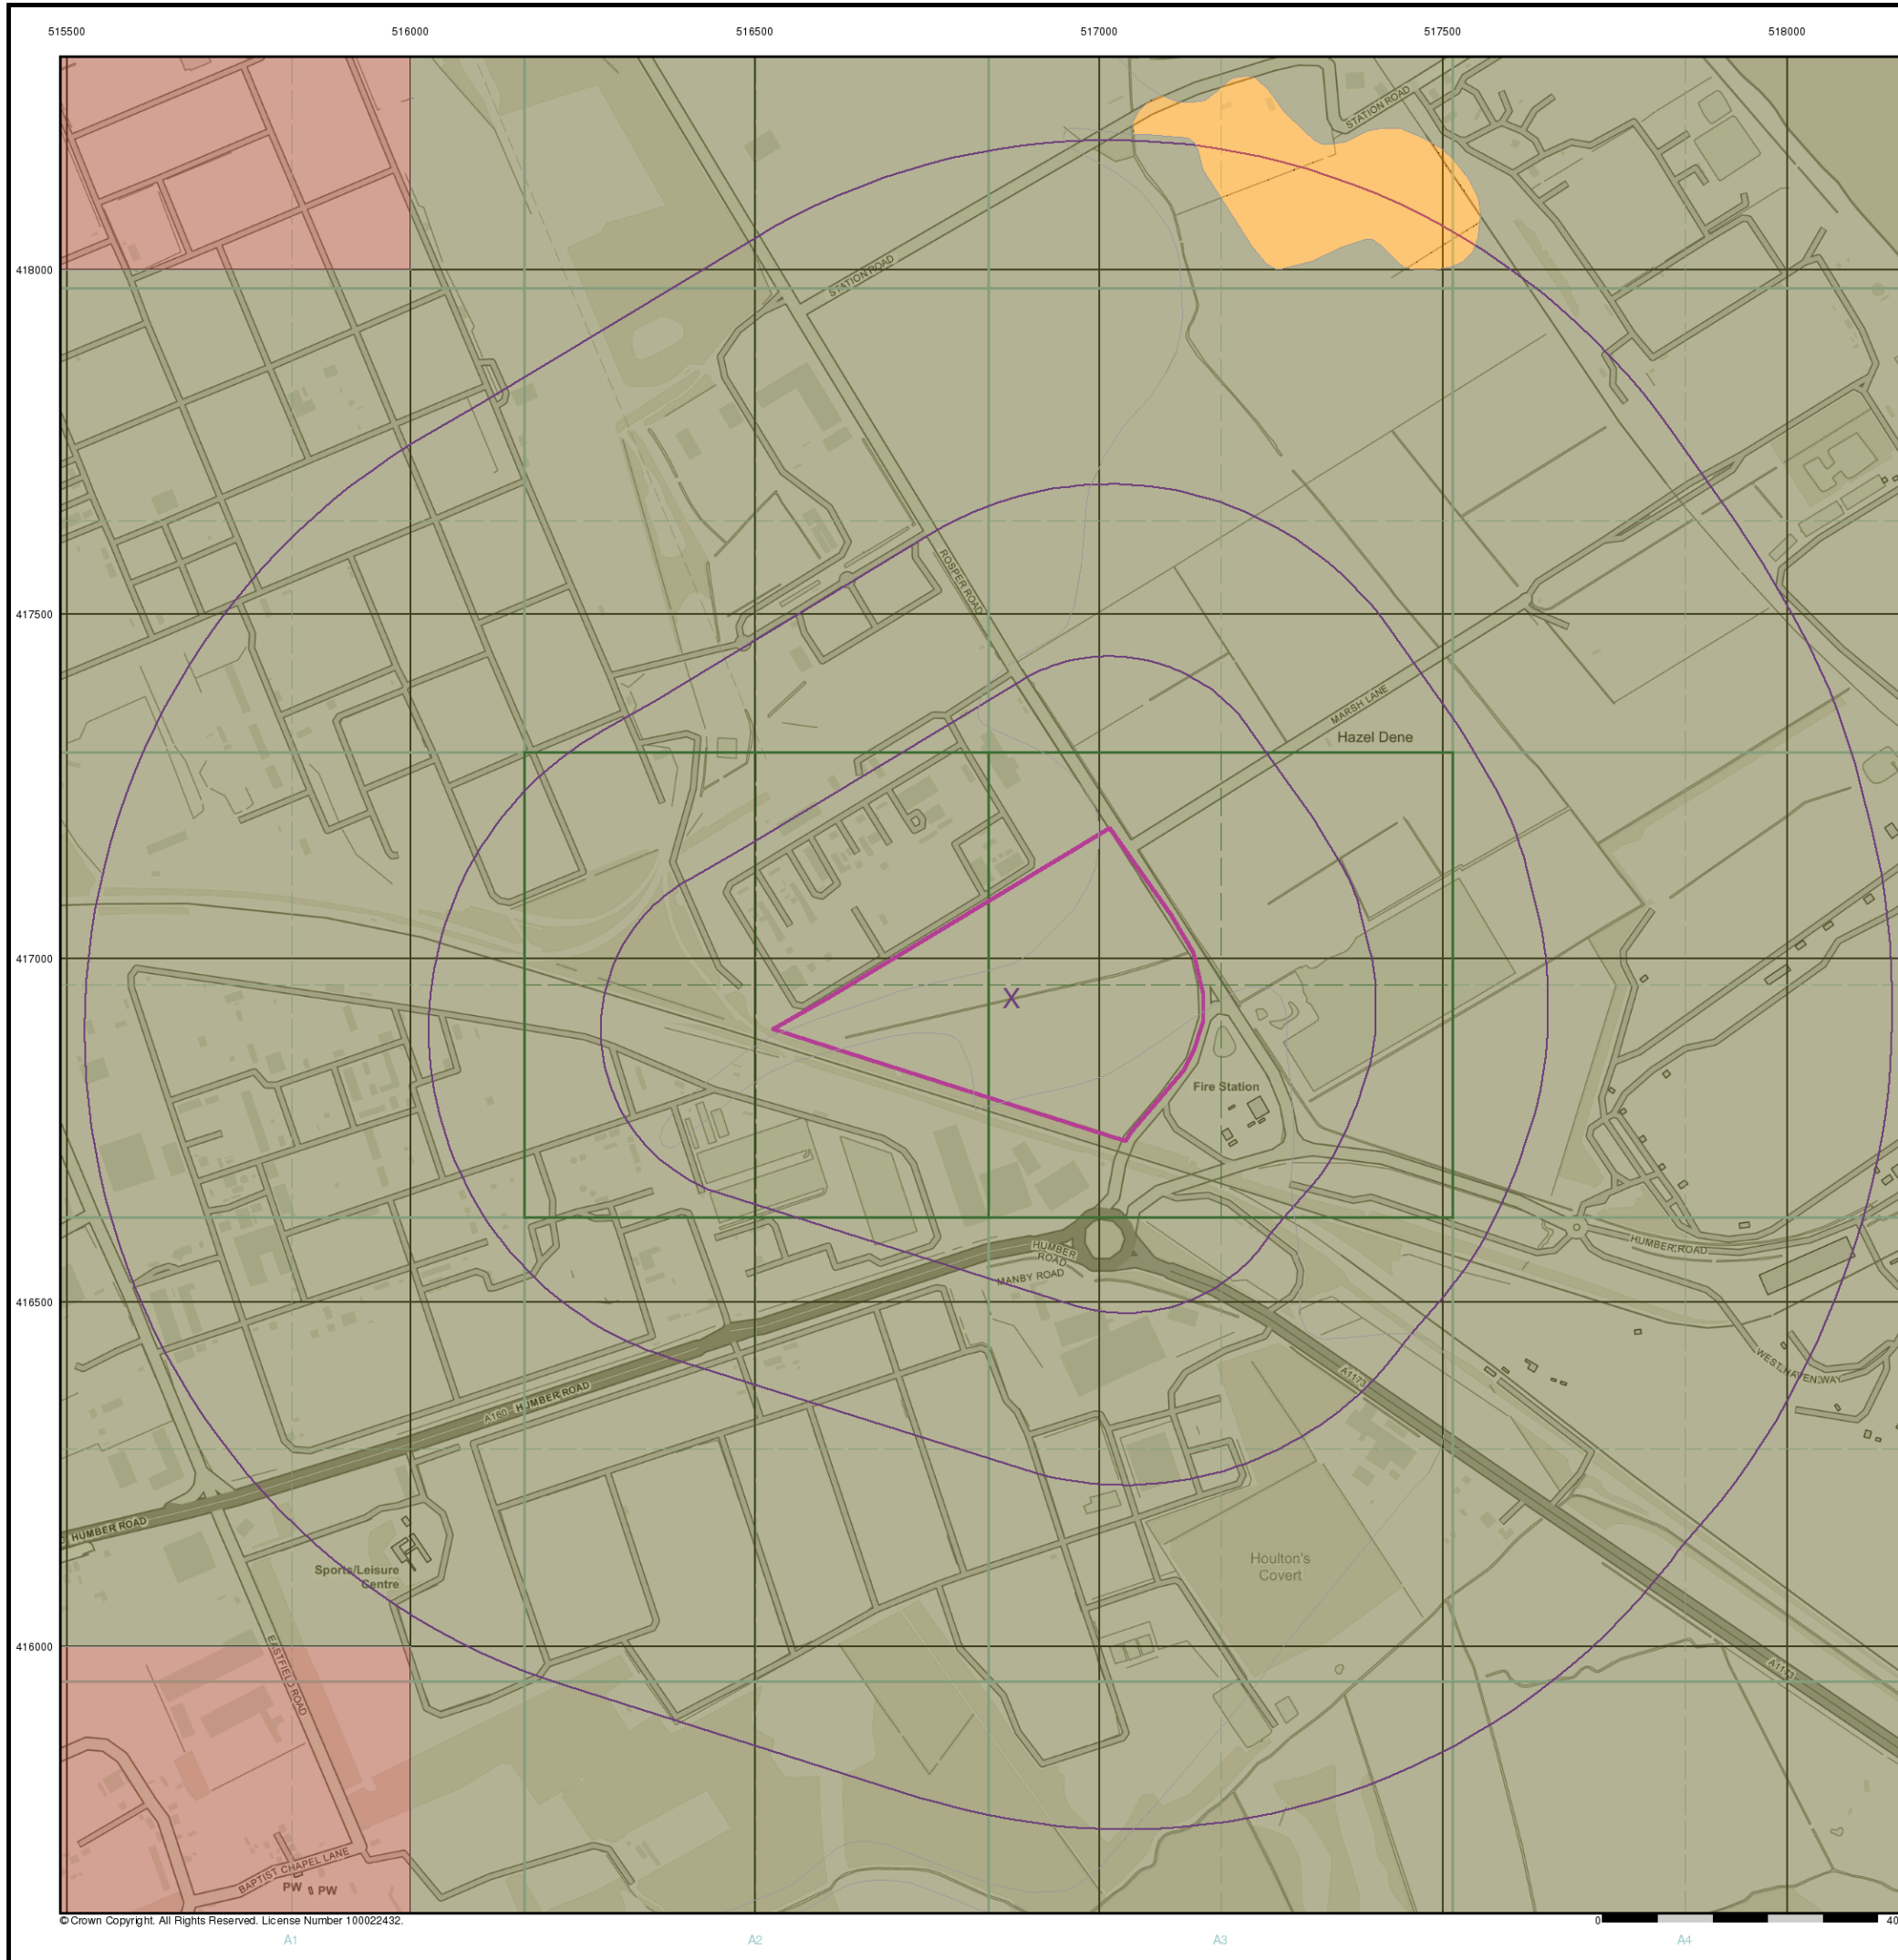 515500 516000 516500 517000 517500 518000
STATION ROAD
418000
STATION ROAD
417500
ROSPER ROAD
MARSH LANE
Hazel Dene
417000
X
Fire Station
HUMBER ROAD
HUMBER
ROAD
MANBY ROAD
416500
WEST HAVEN WAY
A1173
A160 HUMBER ROAD
HUMBER ROAD
Sports/Leisure
Centre
Houlton's
Covert
416000
EASTFIELD ROAD
A1173
BAPTIST CHAPEL LANE
PW PW
© Crown Copyright. All Rights Reserved. License Number 100022432.
0 40
A1 A2 A3 A4